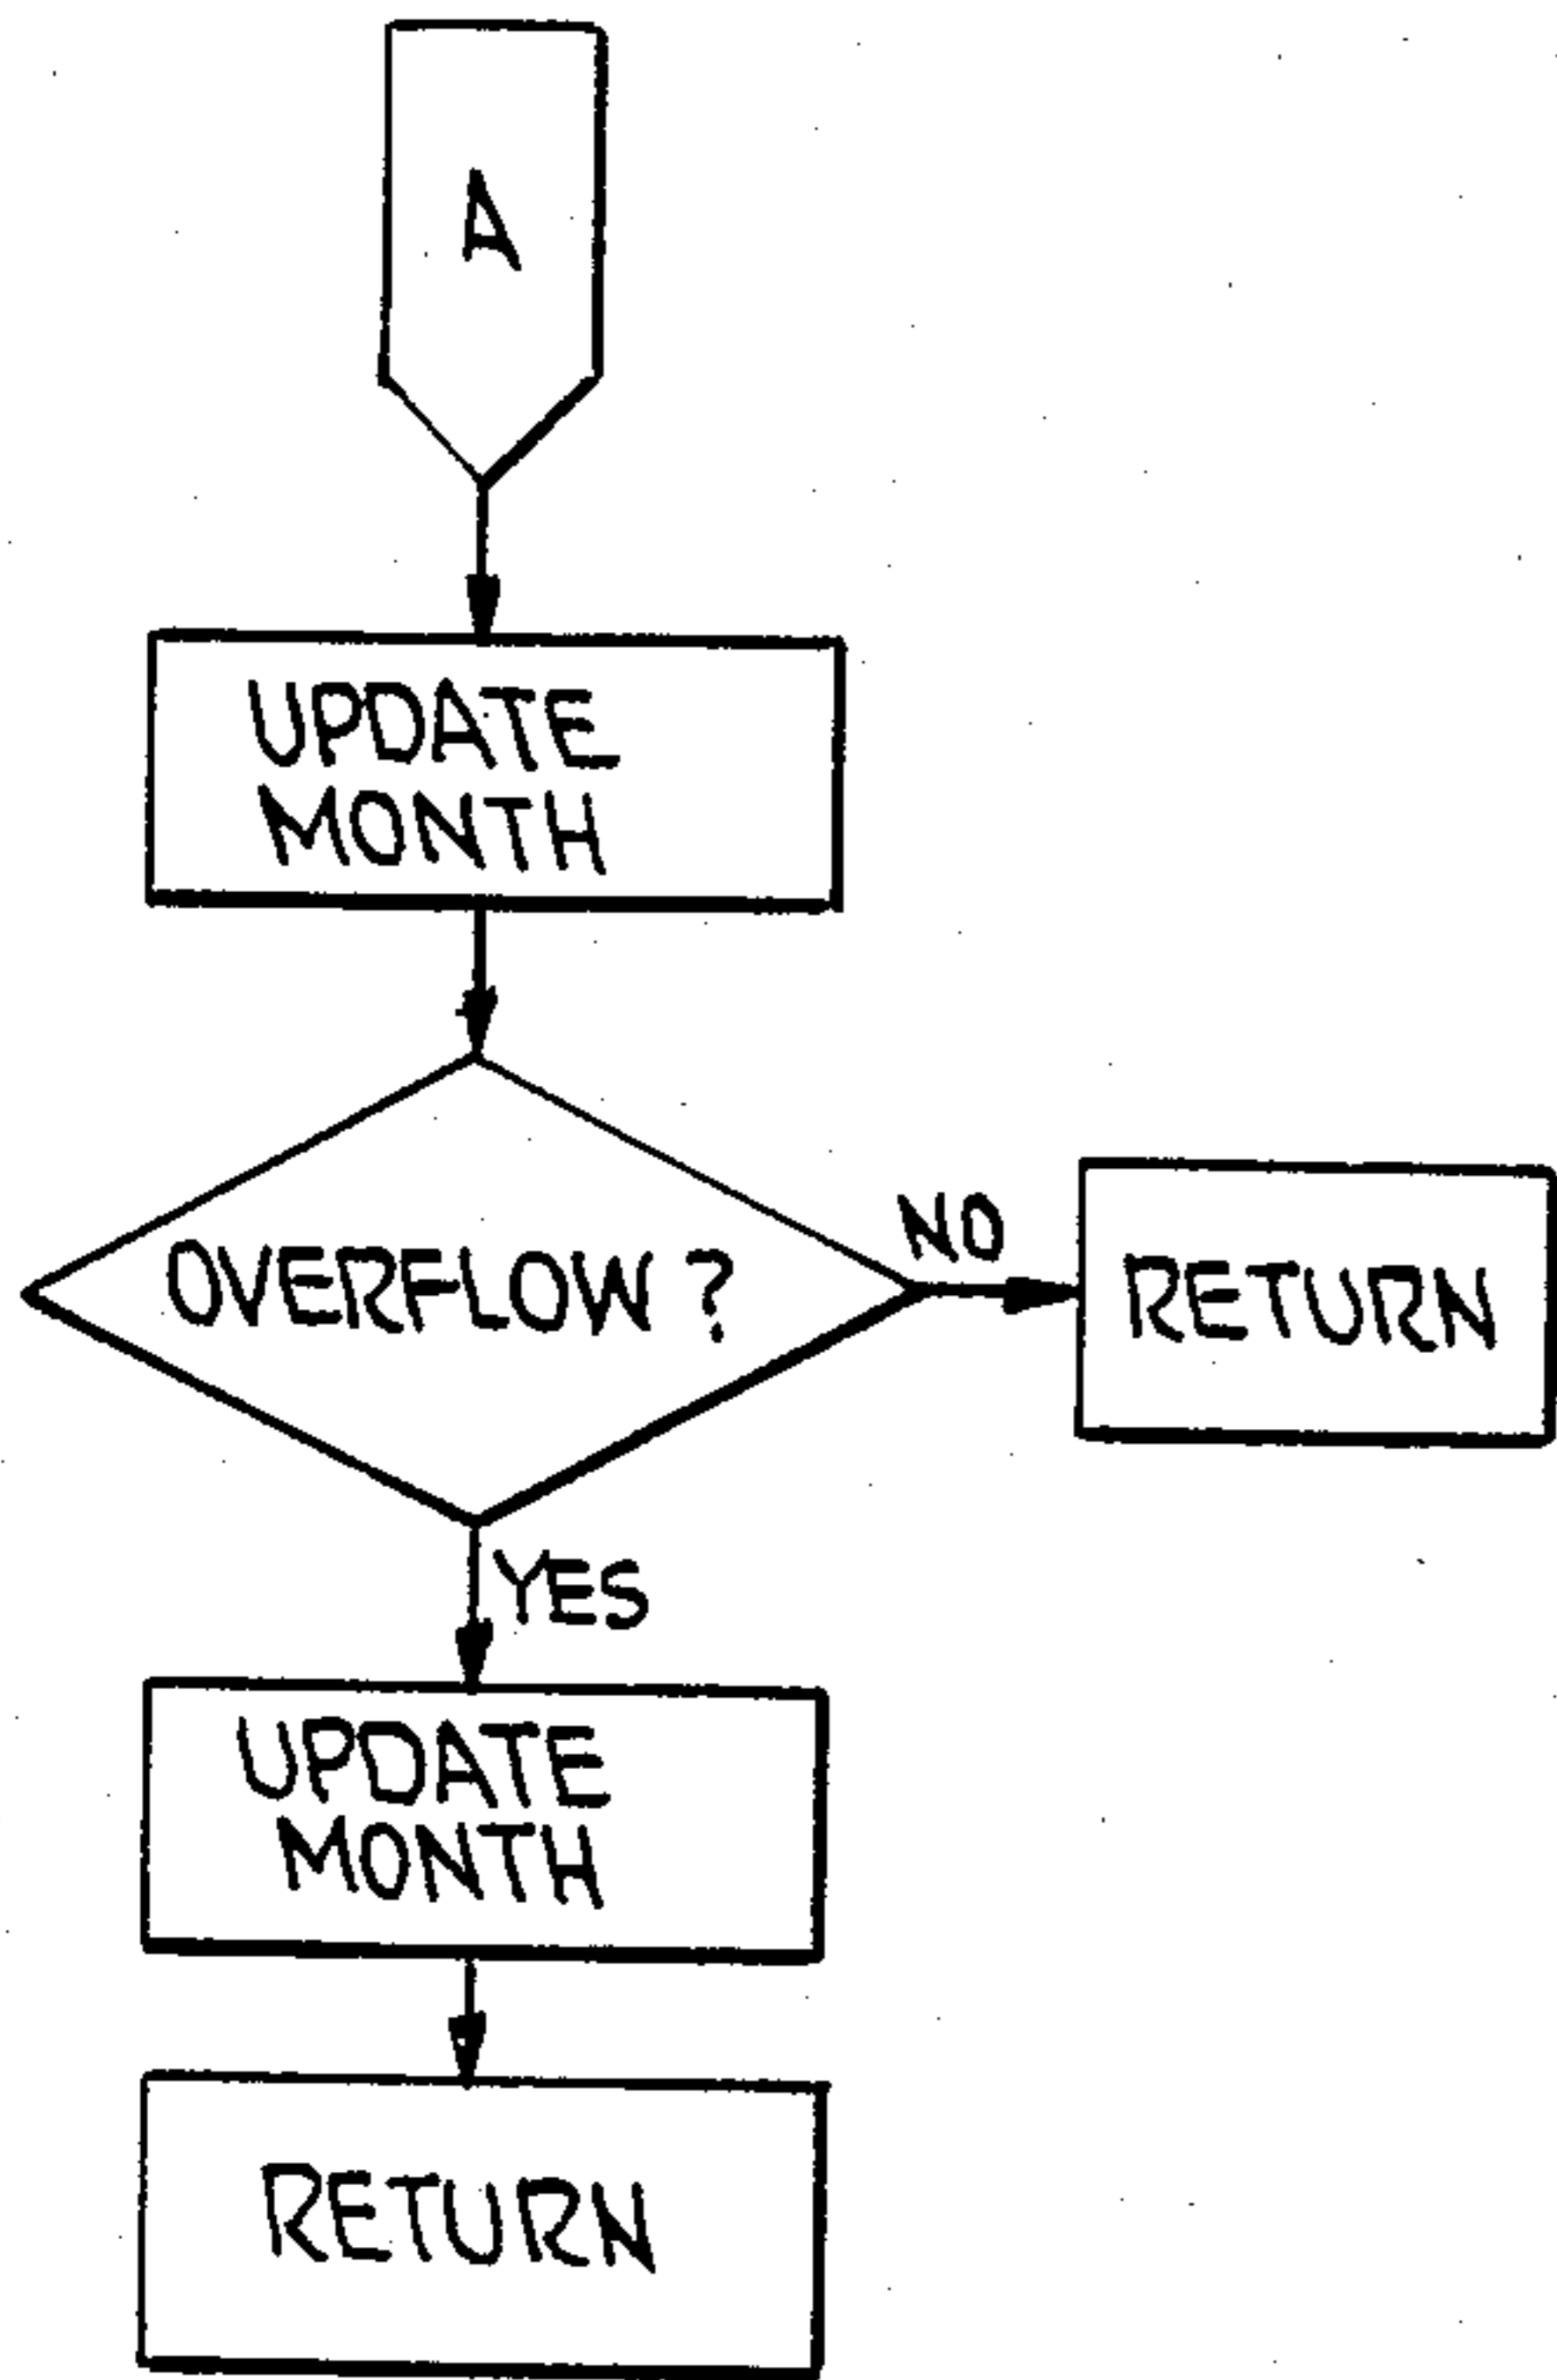 A
UPDATE
MONTH
OVERFLOW ?
NO
RETURN
YES
UPDATE
MONTH
RETURN